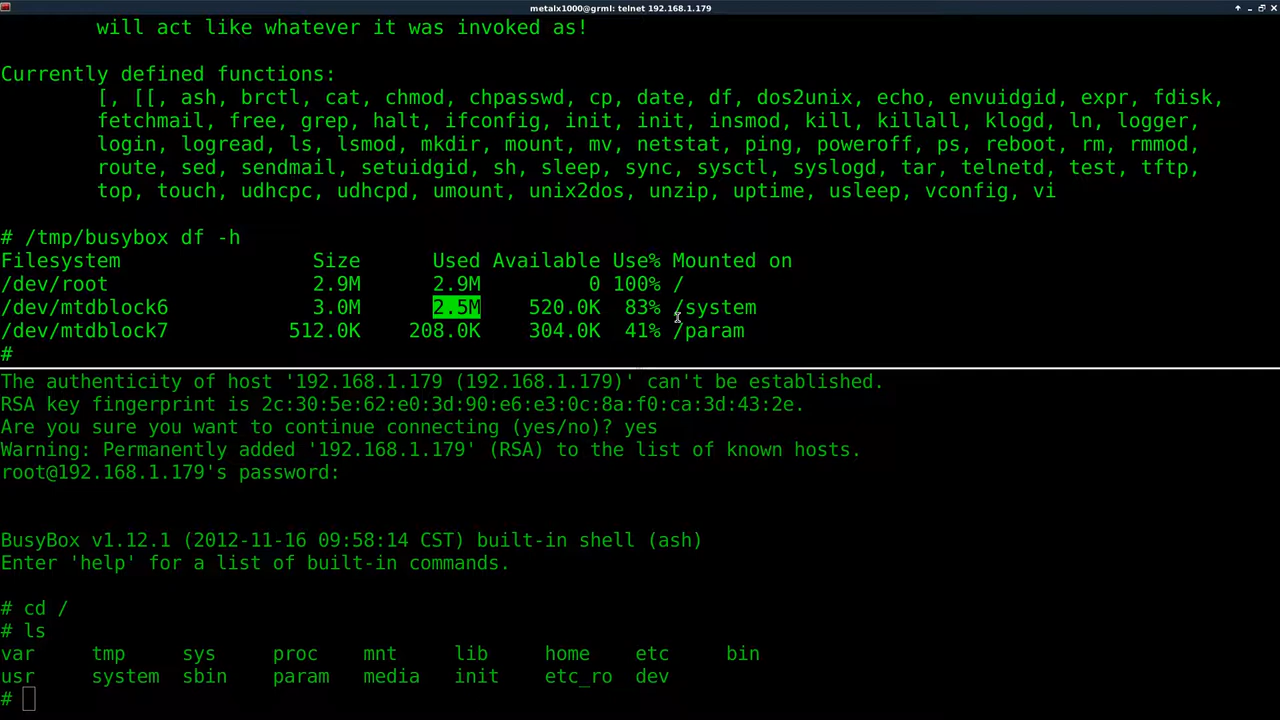 metalx1000@grml: telnet 192.168.1.179
will act like whatever it was invoked as!
Currently defined functions:
[, [[, ash, brctl, cat, chmod, chpasswd, cp, date, df, dos2unix, echo, envuidgid, expr, fdisk,
fetchmail, free, grep, halt, ifconfig, init, init, insmod, kill, killall, klogd, ln, logger,
login, logread, ls, lsmod, mkdir, mount, mv, netstat, ping, poweroff, ps, reboot, rm, rmmod,
route, sed, sendmail, setuidgid, sh, sleep, sync, sysctl, syslogd, tar, telnetd, test, tftp,
top, touch, udhcpc, udhcpd, umount, unix2dos, unzip, uptime, usleep, vconfig, vi
# /tmp/busybox df -h
Filesystem Size Used Available Use% Mounted on
/dev/root 2.9M 2.9M 0 100% /
/dev/mtdblock6 3.0M 2.5M 520.0K 83% /system
/dev/mtdblock7 512.0K 208.0K 304.0K 41% /param
#
The authenticity of host '192.168.1.179 (192.168.1.179)' can't be established.
RSA key fingerprint is 2c:30:5e:62:e0:3d:90:e6:e3:0c:8a:f0:ca:3d:43:2e.
Are you sure you want to continue connecting (yes/no)? yes
Warning: Permanently added '192.168.1.179' (RSA) to the list of known hosts.
root@192.168.1.179's password:
BusyBox v1.12.1 (2012-11-16 09:58:14 CST) built-in shell (ash)
Enter 'help' for a list of built-in commands.
# cd /
# ls
var tmp sys proc mnt lib home etc bin
usr system sbin param media init etc_ro dev
#